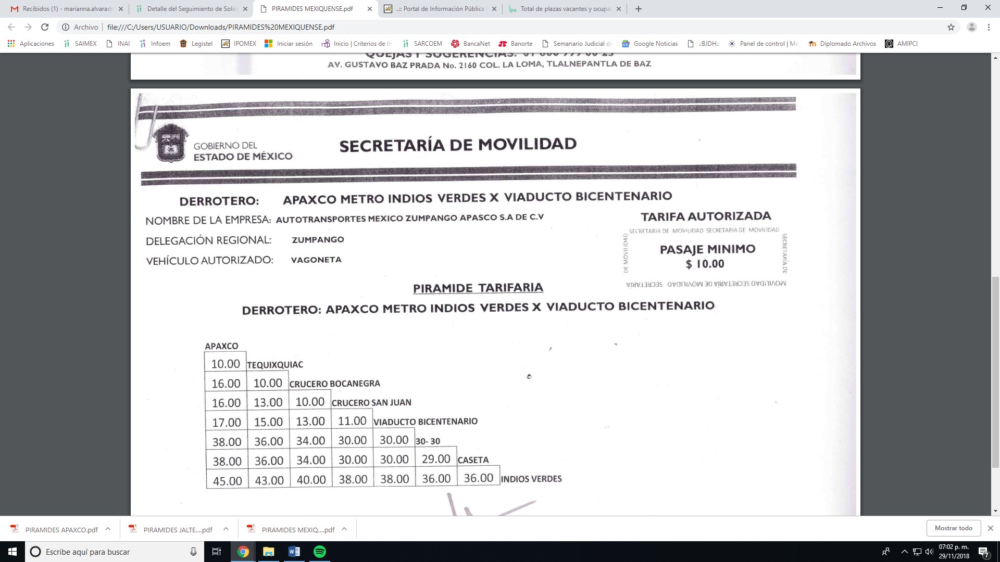 Recibidos (1) - marianna.alvarado
Detalle del Seguimiento de Solici
PIRAMIDES MEXIQUENSE.pdf
..:: Portal de Información Pública
Total de plazas vacantes y ocupa
Archivo
file:///C:/Users/USUARIO/Downloads/PIRAMIDES%20MEXIQUENSE.pdf
Aplicaciones
SAIMEX
INAI
Infoem
Legistel
IPOMEX
Iniciar sesión
Inicio | Criterios de In
SARCOEM
BancaNet
Banorte
Semanario Judicial de
Google Noticias
.:BJDH:.
Panel de control | Mé
Diplomado Archivos
AMIPCI
QUEJAS Y SUGERENCIAS: 01 800
AV. GUSTAVO BAZ PRADA No. 2160 COL. LA LOMA, TLALNEPANTLA DE BAZ
GOBIERNO DEL
ESTADO DE MÉXICO
SECRETARÍA DE MOVILIDAD
DERROTERO: APAXCO METRO INDIOS VERDES X VIADUCTO BICENTENARIO
NOMBRE DE LA EMPRESA: AUTOTRANSPORTES MEXICO ZUMPANGO APASCO S.A DE C.V
DELEGACIÓN REGIONAL: ZUMPANGO
VEHÍCULO AUTORIZADO: VAGONETA
TARIFA AUTORIZADA
SECRETARIA DE MOVILIDAD SECRETARÍA DE MOVILIDAD
SECRETARÍA DE
MOVILIDAD SECRETARÍA DE MOVILIDAD SECRETARIA
DE MOVILIDAD
PASAJE MINIMO
$ 10.00
PIRAMIDE TARIFARIA
DERROTERO: APAXCO METRO INDIOS VERDES X VIADUCTO BICENTENARIO
APAXCO
10.00 TEQUIXQUIAC
16.00 10.00 CRUCERO BOCANEGRA
16.00 13.00 10.00 CRUCERO SAN JUAN
17.00 15.00 13.00 11.00 VIADUCTO BICENTENARIO
38.00 36.00 34.00 30.00 30.00 30- 30
38.00 36.00 34.00 30.00 30.00 29.00 CASETA
45.00 43.00 40.00 38.00 38.00 36.00 36.00 INDIOS VERDES
PIRAMIDES APAXCO.pdf
PIRAMIDES JALTE....pdf
PIRAMIDES MEXIQ....pdf
Mostrar todo
Escribe aquí para buscar
07:02 p. m.
29/11/2018
7